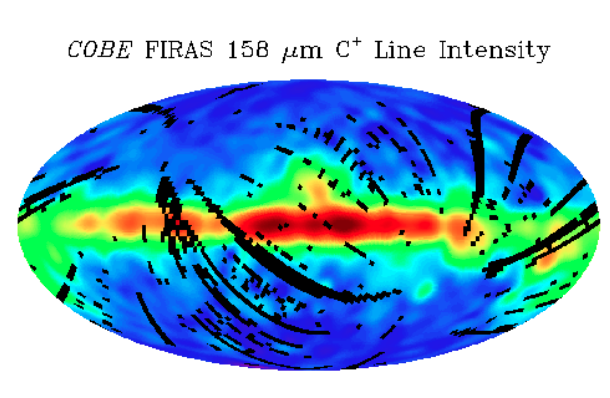 COBE FIRAS 158 μm C⁺ Line Intensity